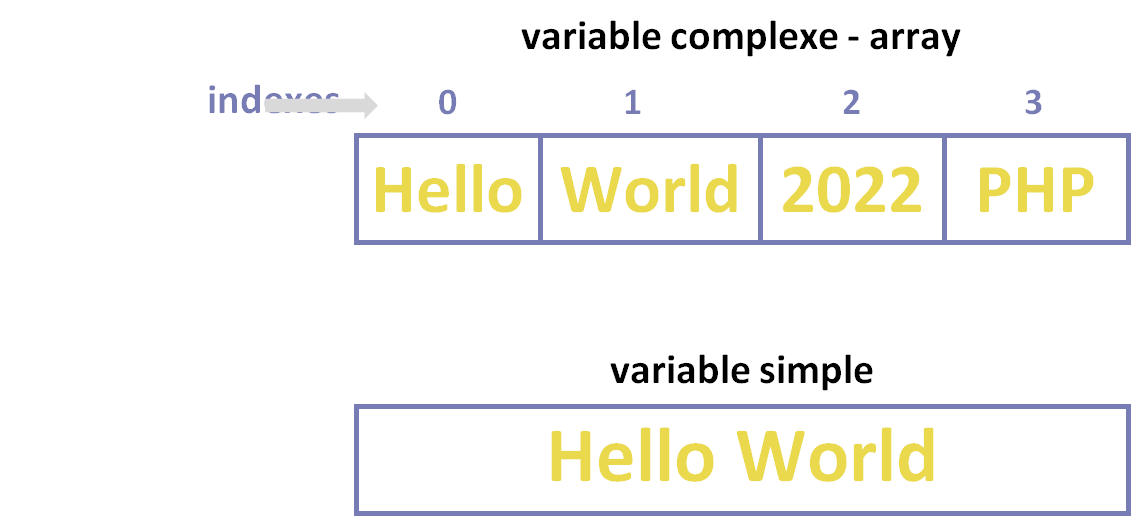 variable complexe - array
indexes 0 1 2 3
Hello World 2022 PHP
variable simple
Hello World